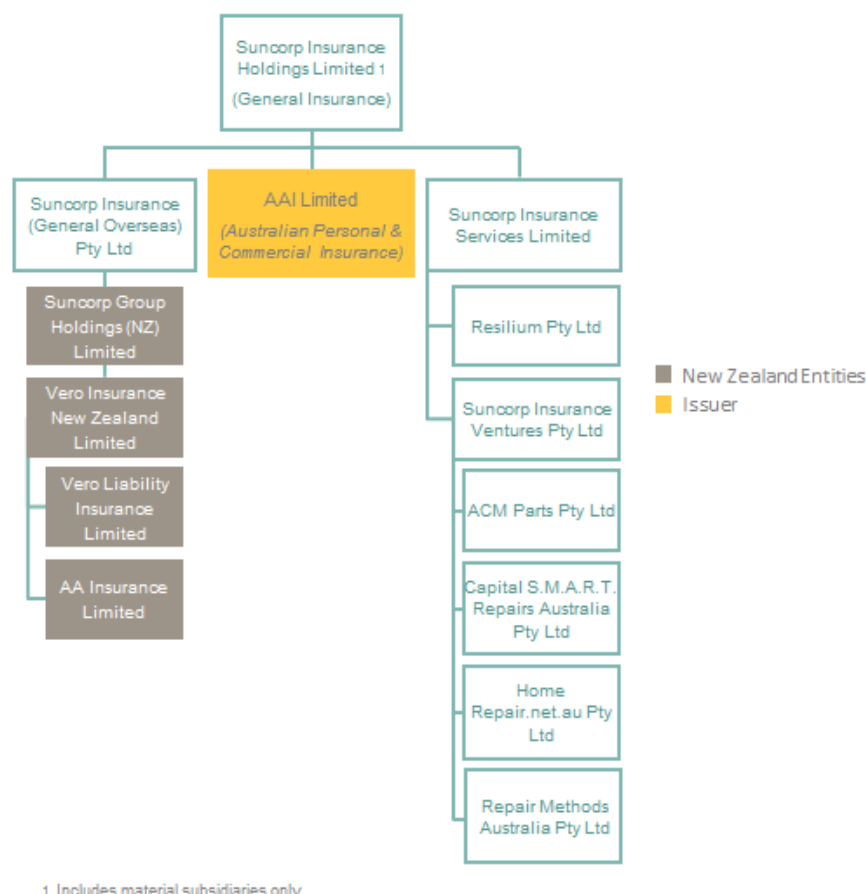 Suncorp Insurance
Holdings Limited 1
(General Insurance)
Suncorp Insurance
(General Overseas)
Pty Ltd
AAI Limited
(Australian Personal &
Commercial Insurance)
Suncorp Insurance
Services Limited
Suncorp Group
Holdings (NZ)
Limited
Vero Insurance
New Zealand
Limited
Vero Liability
Insurance
Limited
AA Insurance
Limited
Resilium Pty Ltd
Suncorp Insurance
Ventures Pty Ltd
ACM Parts Pty Ltd
Capital S.M.A.R.T.
Repairs Australia
Pty Ltd
Home
Repair.net.au Pty
Ltd
Repair Methods
Australia Pty Ltd
New Zealand Entities
Issuer
1 Includes material subsidiaries only